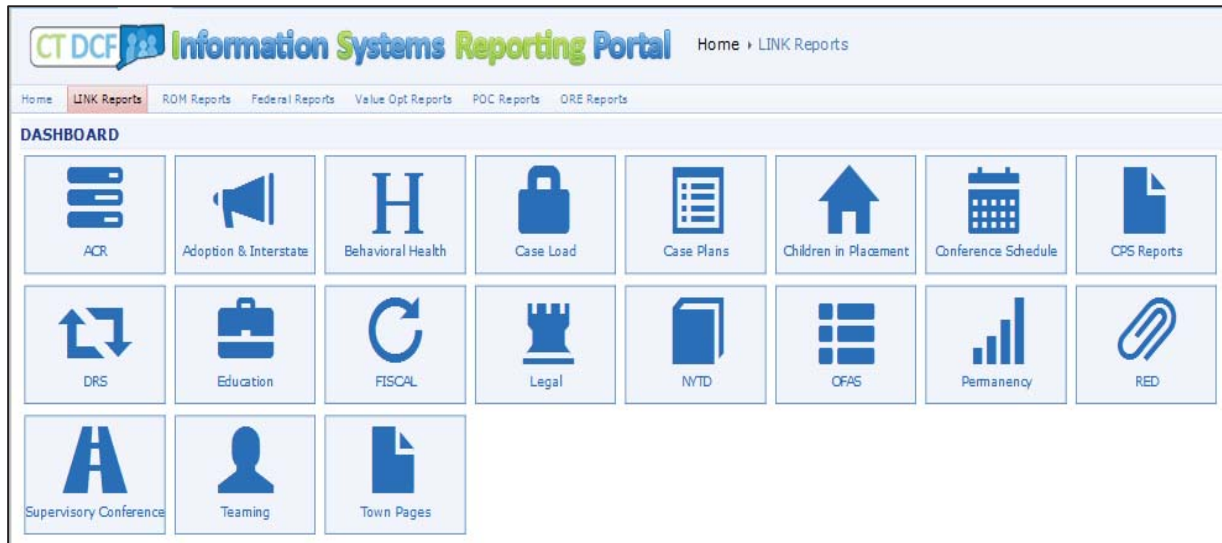 CT DCF Information Systems Reporting Portal Home › LINK Reports
Home LINK Reports ROM Reports Federal Reports Value Opt Reports POC Reports ORE Reports
DASHBOARD
ACR Adoption & Interstate Behavioral Health Case Load Case Plans Children in Placement Conference Schedule CPS Reports
DRS Education FISCAL Legal NYTD OFAS Permanency RED
Supervisory Conference Teaming Town Pages